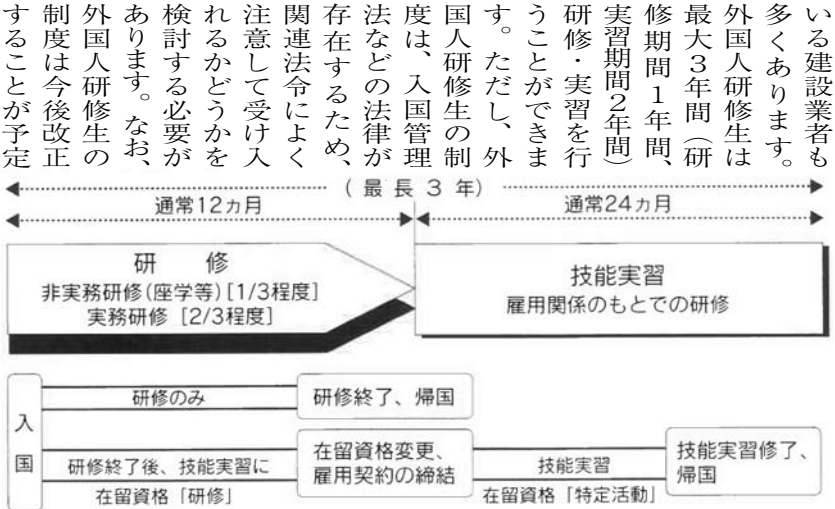 いる建設業者も
多くあります。
外国人研修生は
最大3年間（研
修期間1年間、
実習期間2年間）
研修・実習を行
うことができま
す。ただし、外
国人研修生の制
度は、入国管理
法などの法律が
存在するため、
関連法令によく
注意して受け入
れるかどうかを
検討する必要が
あります。なお、
外国人研修生の
制度は今後改正
することが予定
（最長3年）
通常12ヵ月
通常24ヵ月
研　修
非実務研修（座学等）[1/3程度]
実務研修 [2/3程度]
技能実習
雇用関係のもとでの研修
入国
研修のみ
研修終了、帰国
研修終了後、技能実習に
在留資格「研修」
在留資格変更、
雇用契約の締結
技能実習
在留資格「特定活動」
技能実習修了、
帰国